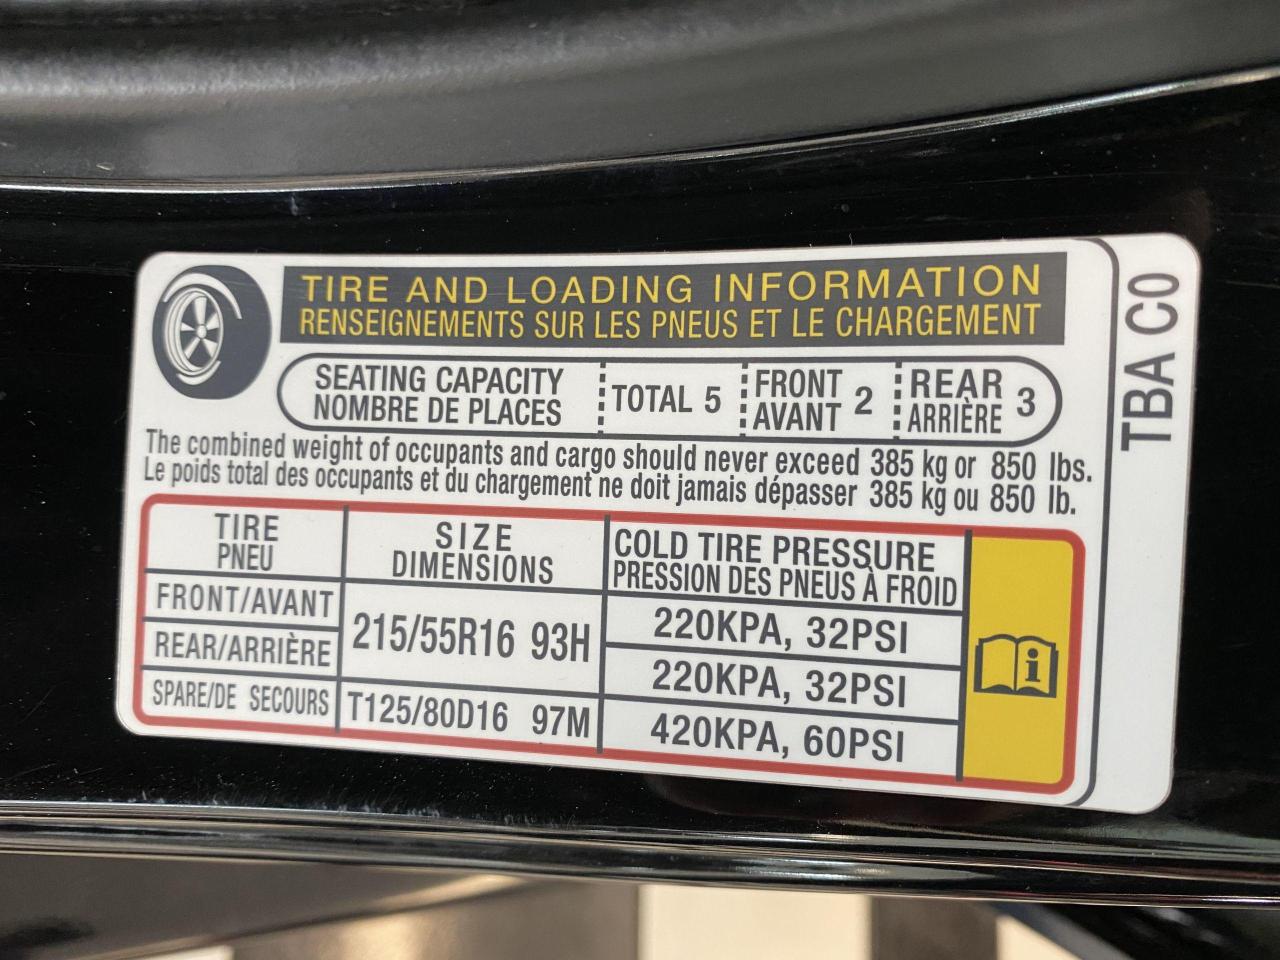 TIRE AND LOADING INFORMATION
RENSEIGNEMENTS SUR LES PNEUS ET LE CHARGEMENT
SEATING CAPACITY
NOMBRE DE PLACES
TOTAL 5
FRONT
AVANT
2
REAR
ARRIÈRE
3
The combined weight of occupants and cargo should never exceed 385 kg or 850 lbs.
Le poids total des occupants et du chargement ne doit jamais dépasser 385 kg ou 850 lb.
TIRE
PNEU
SIZE
DIMENSIONS
COLD TIRE PRESSURE
PRESSION DES PNEUS À FROID
FRONT/AVANT
215/55R16 93H
220KPA, 32PSI
REAR/ARRIÈRE
220KPA, 32PSI
SPARE/DE SECOURS
T125/80D16 97M
420KPA, 60PSI
i
TBA C0